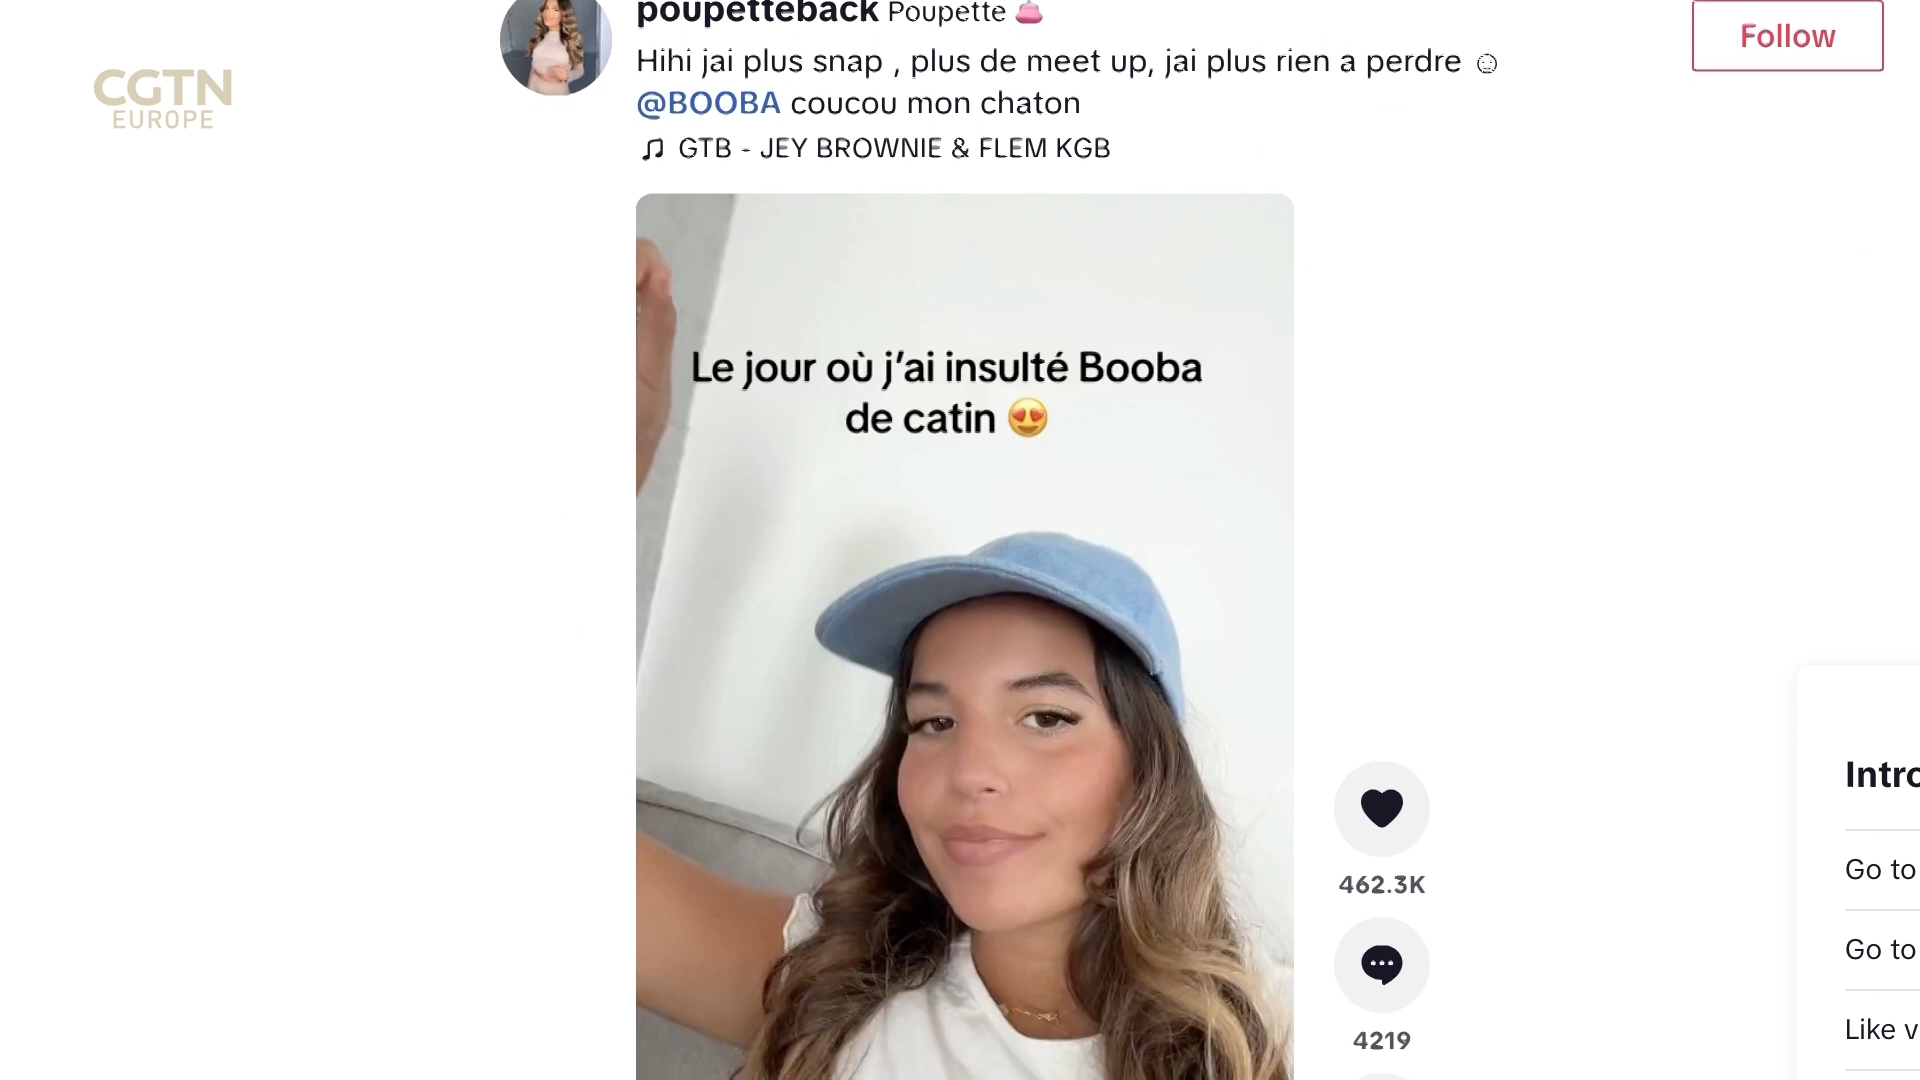 poupetteback Poupette
Hihi jai plus snap , plus de meet up, jai plus rien a perdre
@BOOBA coucou mon chaton
GTB - JEY BROWNIE & FLEM KGB
Follow
CGTN
EUROPE
Le jour où j'ai insulté Booba
de catin 😍
462.3K
4219
Intro
Go to
Go to
Like v